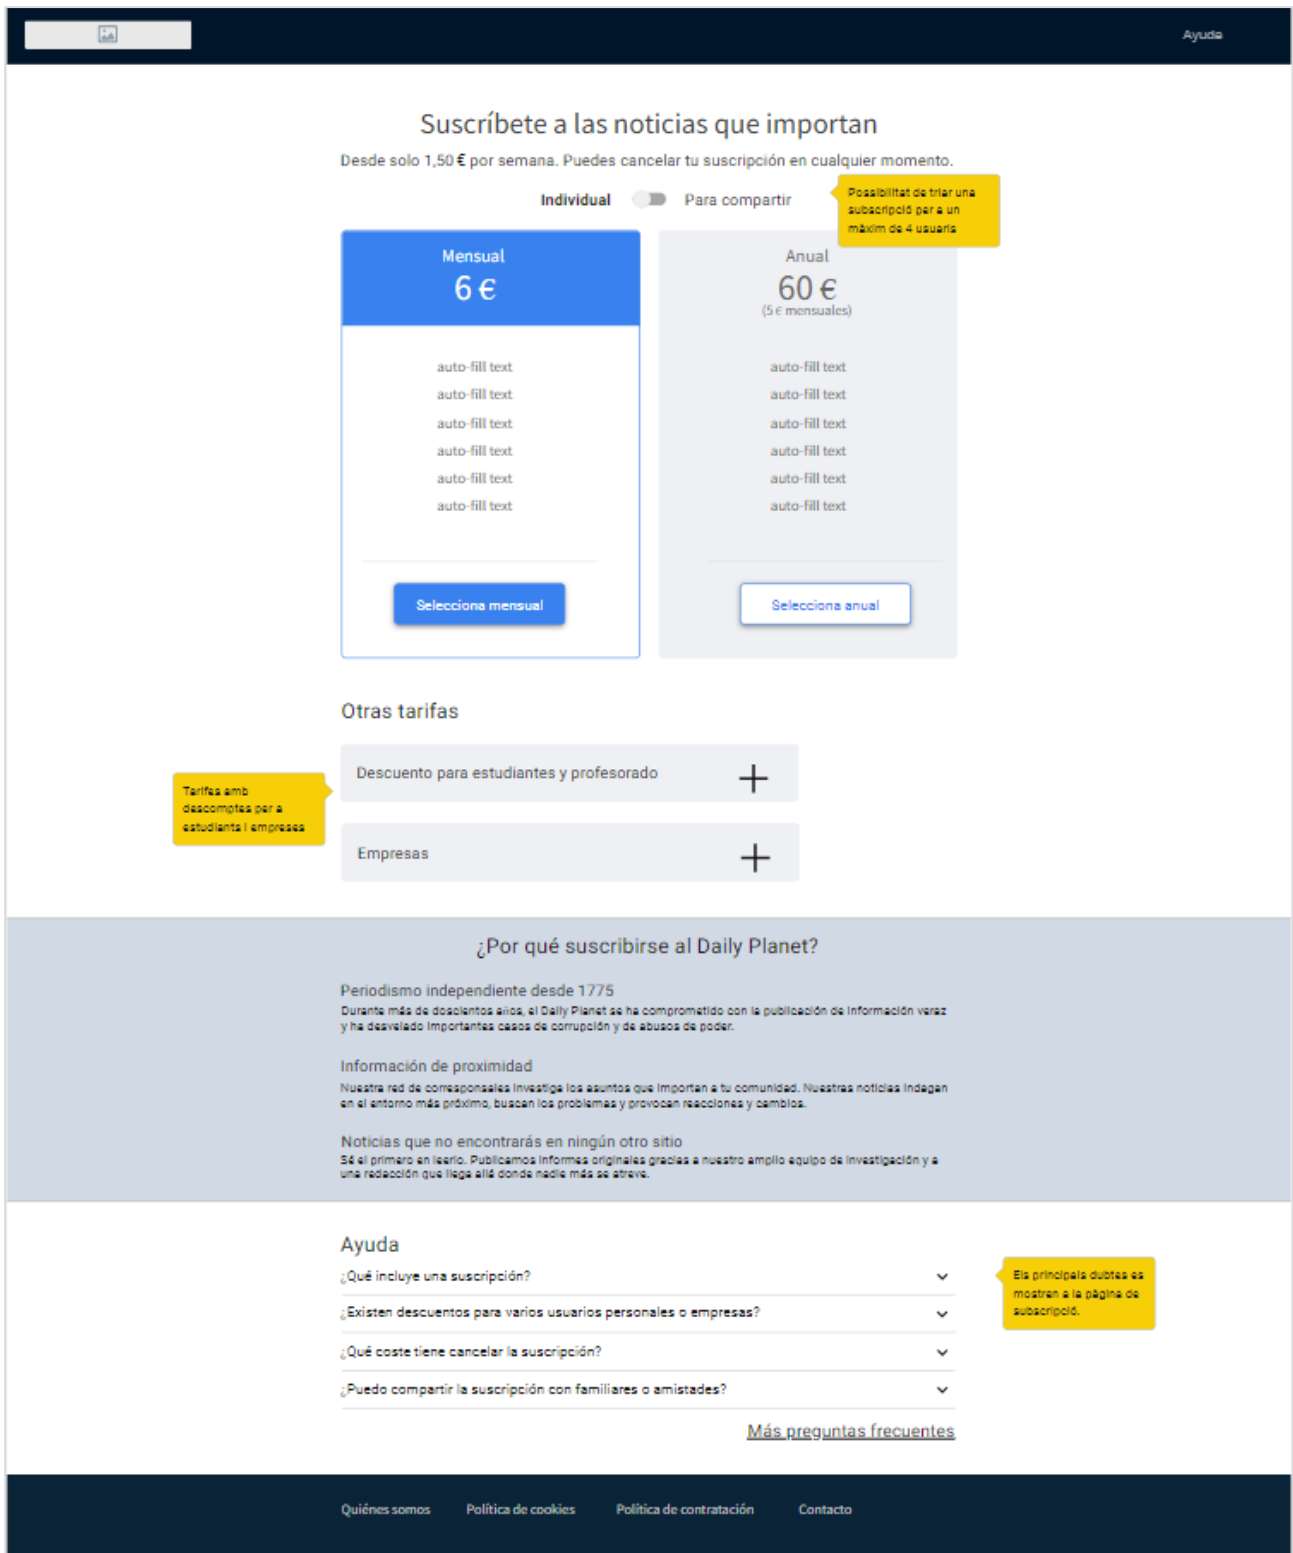 Ayuda
Suscríbete a las noticias que importan
Desde solo 1,50 € por semana. Puedes cancelar tu suscripción en cualquier momento.
Individual
Para compartir
Possibilitat de triar una
subscripció per a un
màxim de 4 usuaris
Mensual
6 €
Anual
60 €
(5 € mensuales)
auto-fill text
auto-fill text
auto-fill text
auto-fill text
auto-fill text
auto-fill text
auto-fill text
auto-fill text
auto-fill text
auto-fill text
auto-fill text
auto-fill text
Selecciona mensual
Selecciona anual
Otras tarifas
Descuento para estudiantes y profesorado
Tarifes amb
descomptes per a
estudiants i empreses
Empresas
¿Por qué suscribirse al Daily Planet?
Periodismo independiente desde 1775
Durante más de doscientos años, el Daily Planet se ha comprometido con la publicación de información veraz
y ha desvelado importantes casos de corrupción y de abusos de poder.
Información de proximidad
Nuestra red de corresponsales investiga los asuntos que importan a tu comunidad. Nuestras noticias indagan
en el entorno más próximo, buscan los problemas y provocan reacciones y cambios.
Noticias que no encontrarás en ningún otro sitio
Sé el primero en leerlo. Publicamos informes originales gracias a nuestro amplio equipo de investigación y a
una redacción que llega allá donde nadie más se atreve.
Ayuda
¿Qué incluye una suscripción?
Els principals dubtes es
mostren a la pàgina de
subscripció.
¿Existen descuentos para varios usuarios personales o empresas?
¿Qué coste tiene cancelar la suscripción?
¿Puedo compartir la suscripción con familiares o amistades?
Más preguntas frecuentes
Quiénes somos
Política de cookies
Política de contratación
Contacto